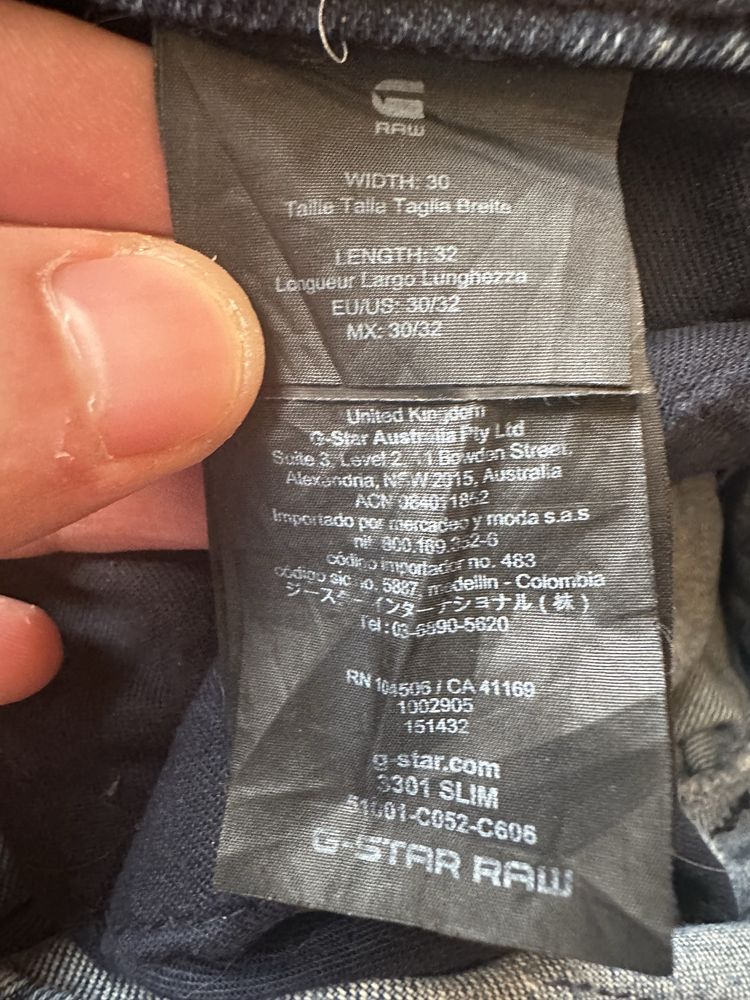 RAW
WIDTH: 30
Taille Talla Taglia Breite
LENGTH: 32
Longueur Largo Lunghezza
EU/US: 30/32
MX: 30/32
United Kingdom
G-Star Australia Pty Ltd
Suite 3, Level 2, 11 Bowden Street,
Alexandria, NSW 2015, Australia
ACN 064011852
Importado por mercadeo y moda s.a.s
nit 800.189.352-6
código importador no. 483
código sic no. 5887, medellin - Colombia
ジースター インターナショナル ( 株 )
Tel : 03-6890-5620
RN 104506 / CA 41169
1002905
151432
g-star.com
3301 SLIM
51001-C052-C606
G-STAR RAW